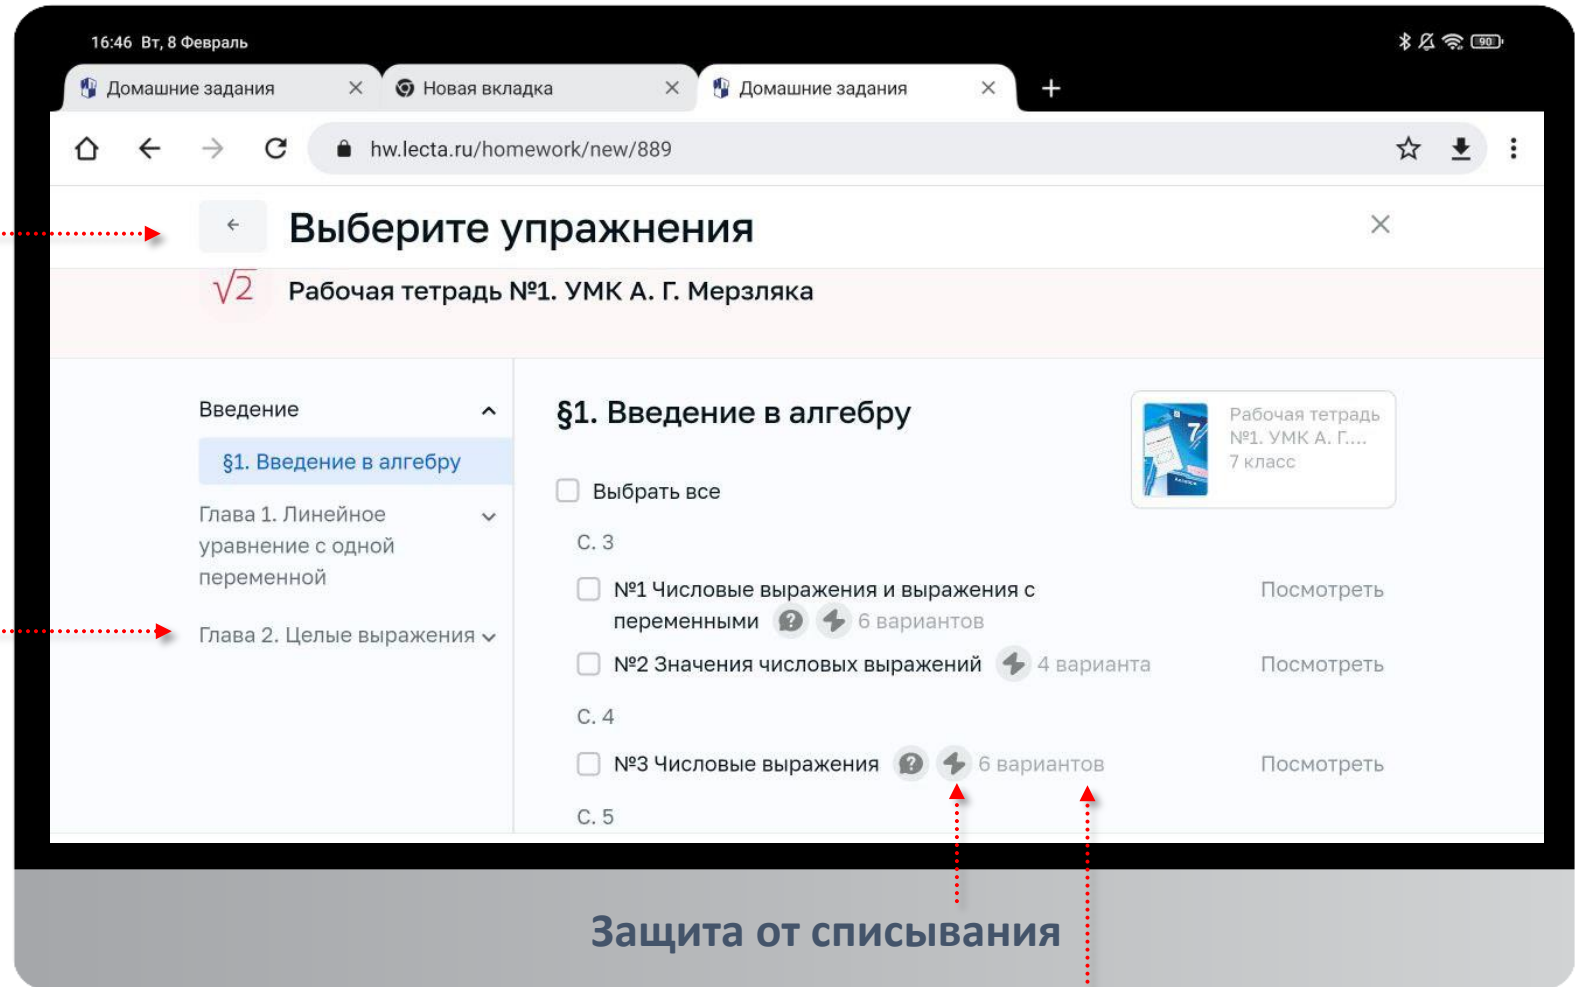 16:46 Вт, 8 Февраль
90
Домашние задания
Новая вкладка
Домашние задания
hw.lecta.ru/homework/new/889
Выберите упражнения
√2 Рабочая тетрадь №1. УМК А. Г. Мерзляка
Введение
§1. Введение в алгебру
Глава 1. Линейное
уравнение с одной
переменной
Глава 2. Целые выражения
§1. Введение в алгебру
7
Рабочая тетрадь
№1. УМК А. Г....
7 класс
Выбрать все
С. 3
№1 Числовые выражения и выражения с
переменными 6 вариантов
Посмотреть
№2 Значения числовых выражений 4 варианта
Посмотреть
С. 4
№3 Числовые выражения 6 вариантов
Посмотреть
С. 5
Защита от списывания